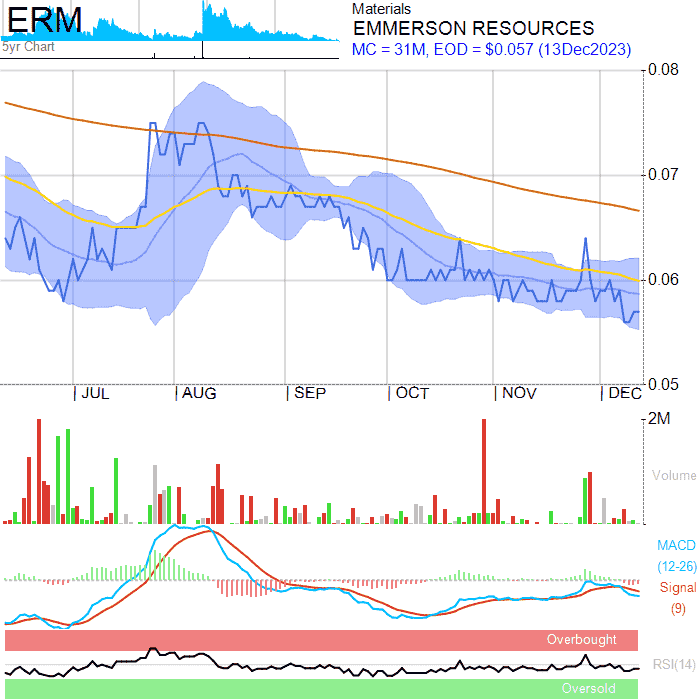 ERM
5yr Chart
Materials
EMMERSON RESOURCES
MC = 31M, EOD = $0.057 (13Dec2023)
0.08
0.07
0.06
0.05
JUL AUG SEP OCT NOV DEC
2M
Volume
MACD
(12-26)
Signal
(9)
Overbought
RSI(14)
Oversold